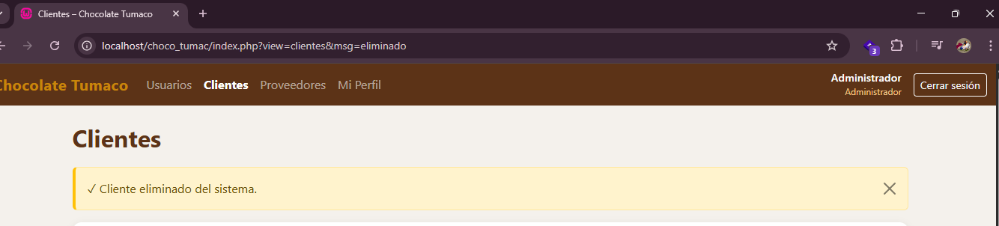 Clientes – Chocolate Tumaco
localhost/choco_tumac/index.php?view=clientes&msg=eliminado
3
Chocolate Tumaco Usuarios Clientes Proveedores Mi Perfil
Administrador
Administrador
Cerrar sesión
Clientes
✓ Cliente eliminado del sistema.